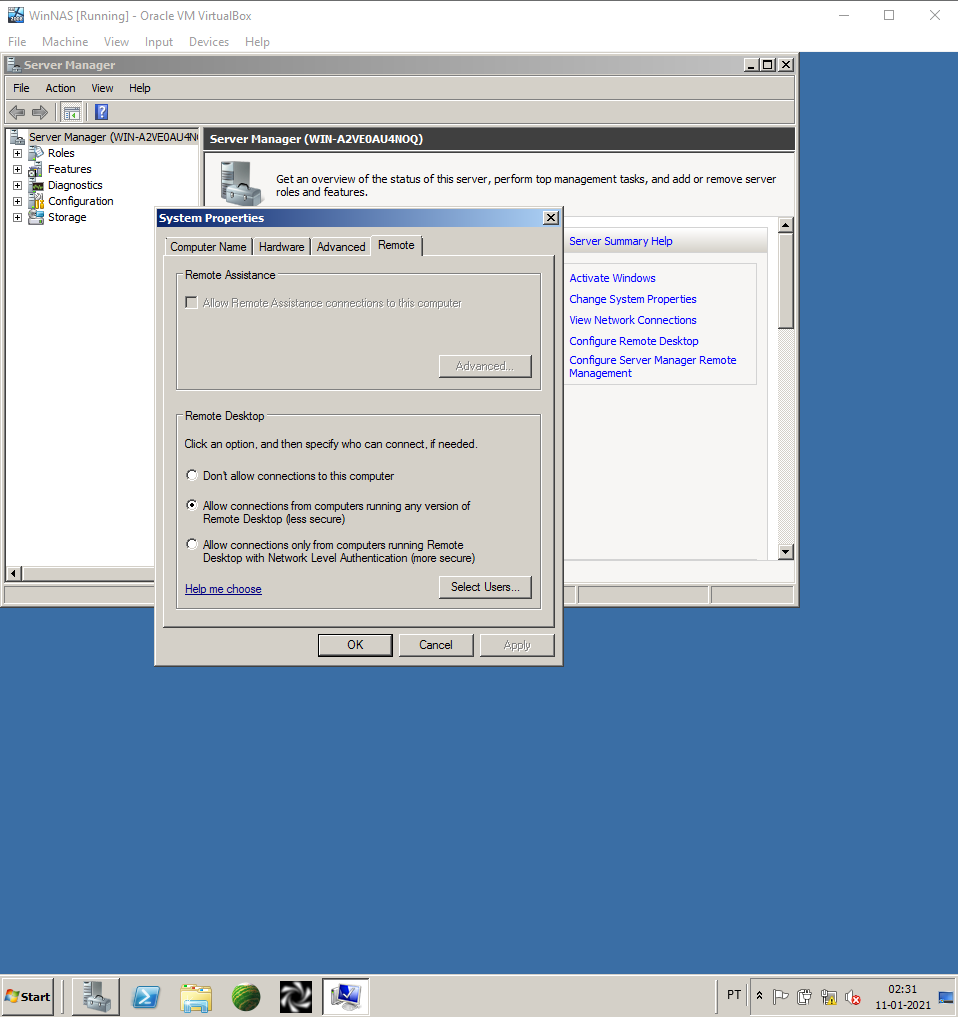 WinNAS [Running] - Oracle VM VirtualBox
File Machine View Input Devices Help
Server Manager
File Action View Help
Server Manager (WIN-A2VE0AU4N
Roles
Features
Diagnostics
Configuration
Storage
Server Manager (WIN-A2VE0AU4NOQ)
Get an overview of the status of this server, perform top management tasks, and add or remove server
roles and features.
Server Summary Help
Activate Windows
Change System Properties
View Network Connections
Configure Remote Desktop
Configure Server Manager Remote
Management
System Properties
Computer Name Hardware Advanced Remote
Remote Assistance
Allow Remote Assistance connections to this computer
Advanced...
Remote Desktop
Click an option, and then specify who can connect, if needed.
Don't allow connections to this computer
Allow connections from computers running any version of
Remote Desktop (less secure)
Allow connections only from computers running Remote
Desktop with Network Level Authentication (more secure)
Help me choose
Select Users...
OK Cancel Apply
Start
PT
02:31
11-01-2021